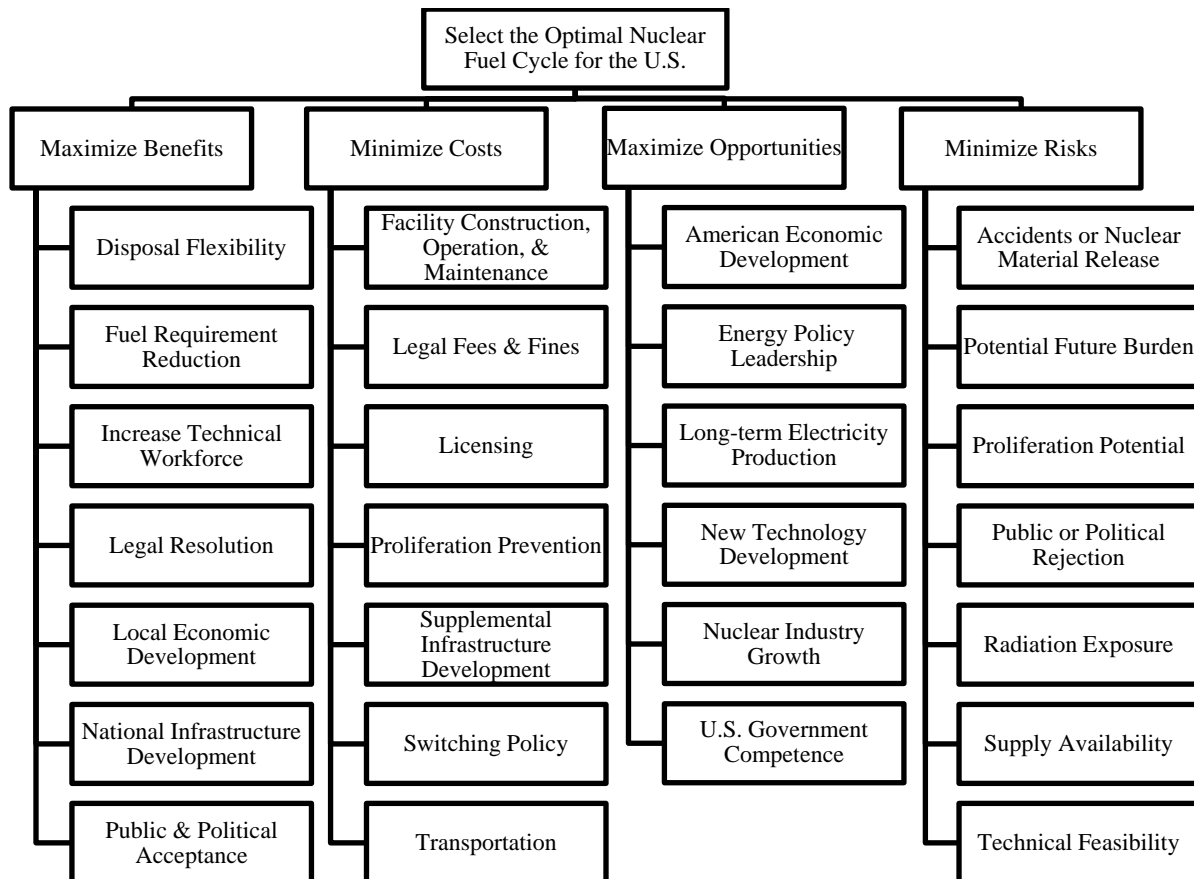 Select the Optimal Nuclear
Fuel Cycle for the U.S.
Maximize Benefits
Disposal Flexibility
Fuel Requirement
Reduction
Increase Technical
Workforce
Legal Resolution
Local Economic
Development
National Infrastructure
Development
Public & Political
Acceptance
Minimize Costs
Facility Construction,
Operation, &
Maintenance
Legal Fees & Fines
Licensing
Proliferation Prevention
Supplemental
Infrastructure
Development
Switching Policy
Transportation
Maximize Opportunities
American Economic
Development
Energy Policy
Leadership
Long-term Electricity
Production
New Technology
Development
Nuclear Industry
Growth
U.S. Government
Competence
Minimize Risks
Accidents or Nuclear
Material Release
Potential Future Burden
Proliferation Potential
Public or Political
Rejection
Radiation Exposure
Supply Availability
Technical Feasibility